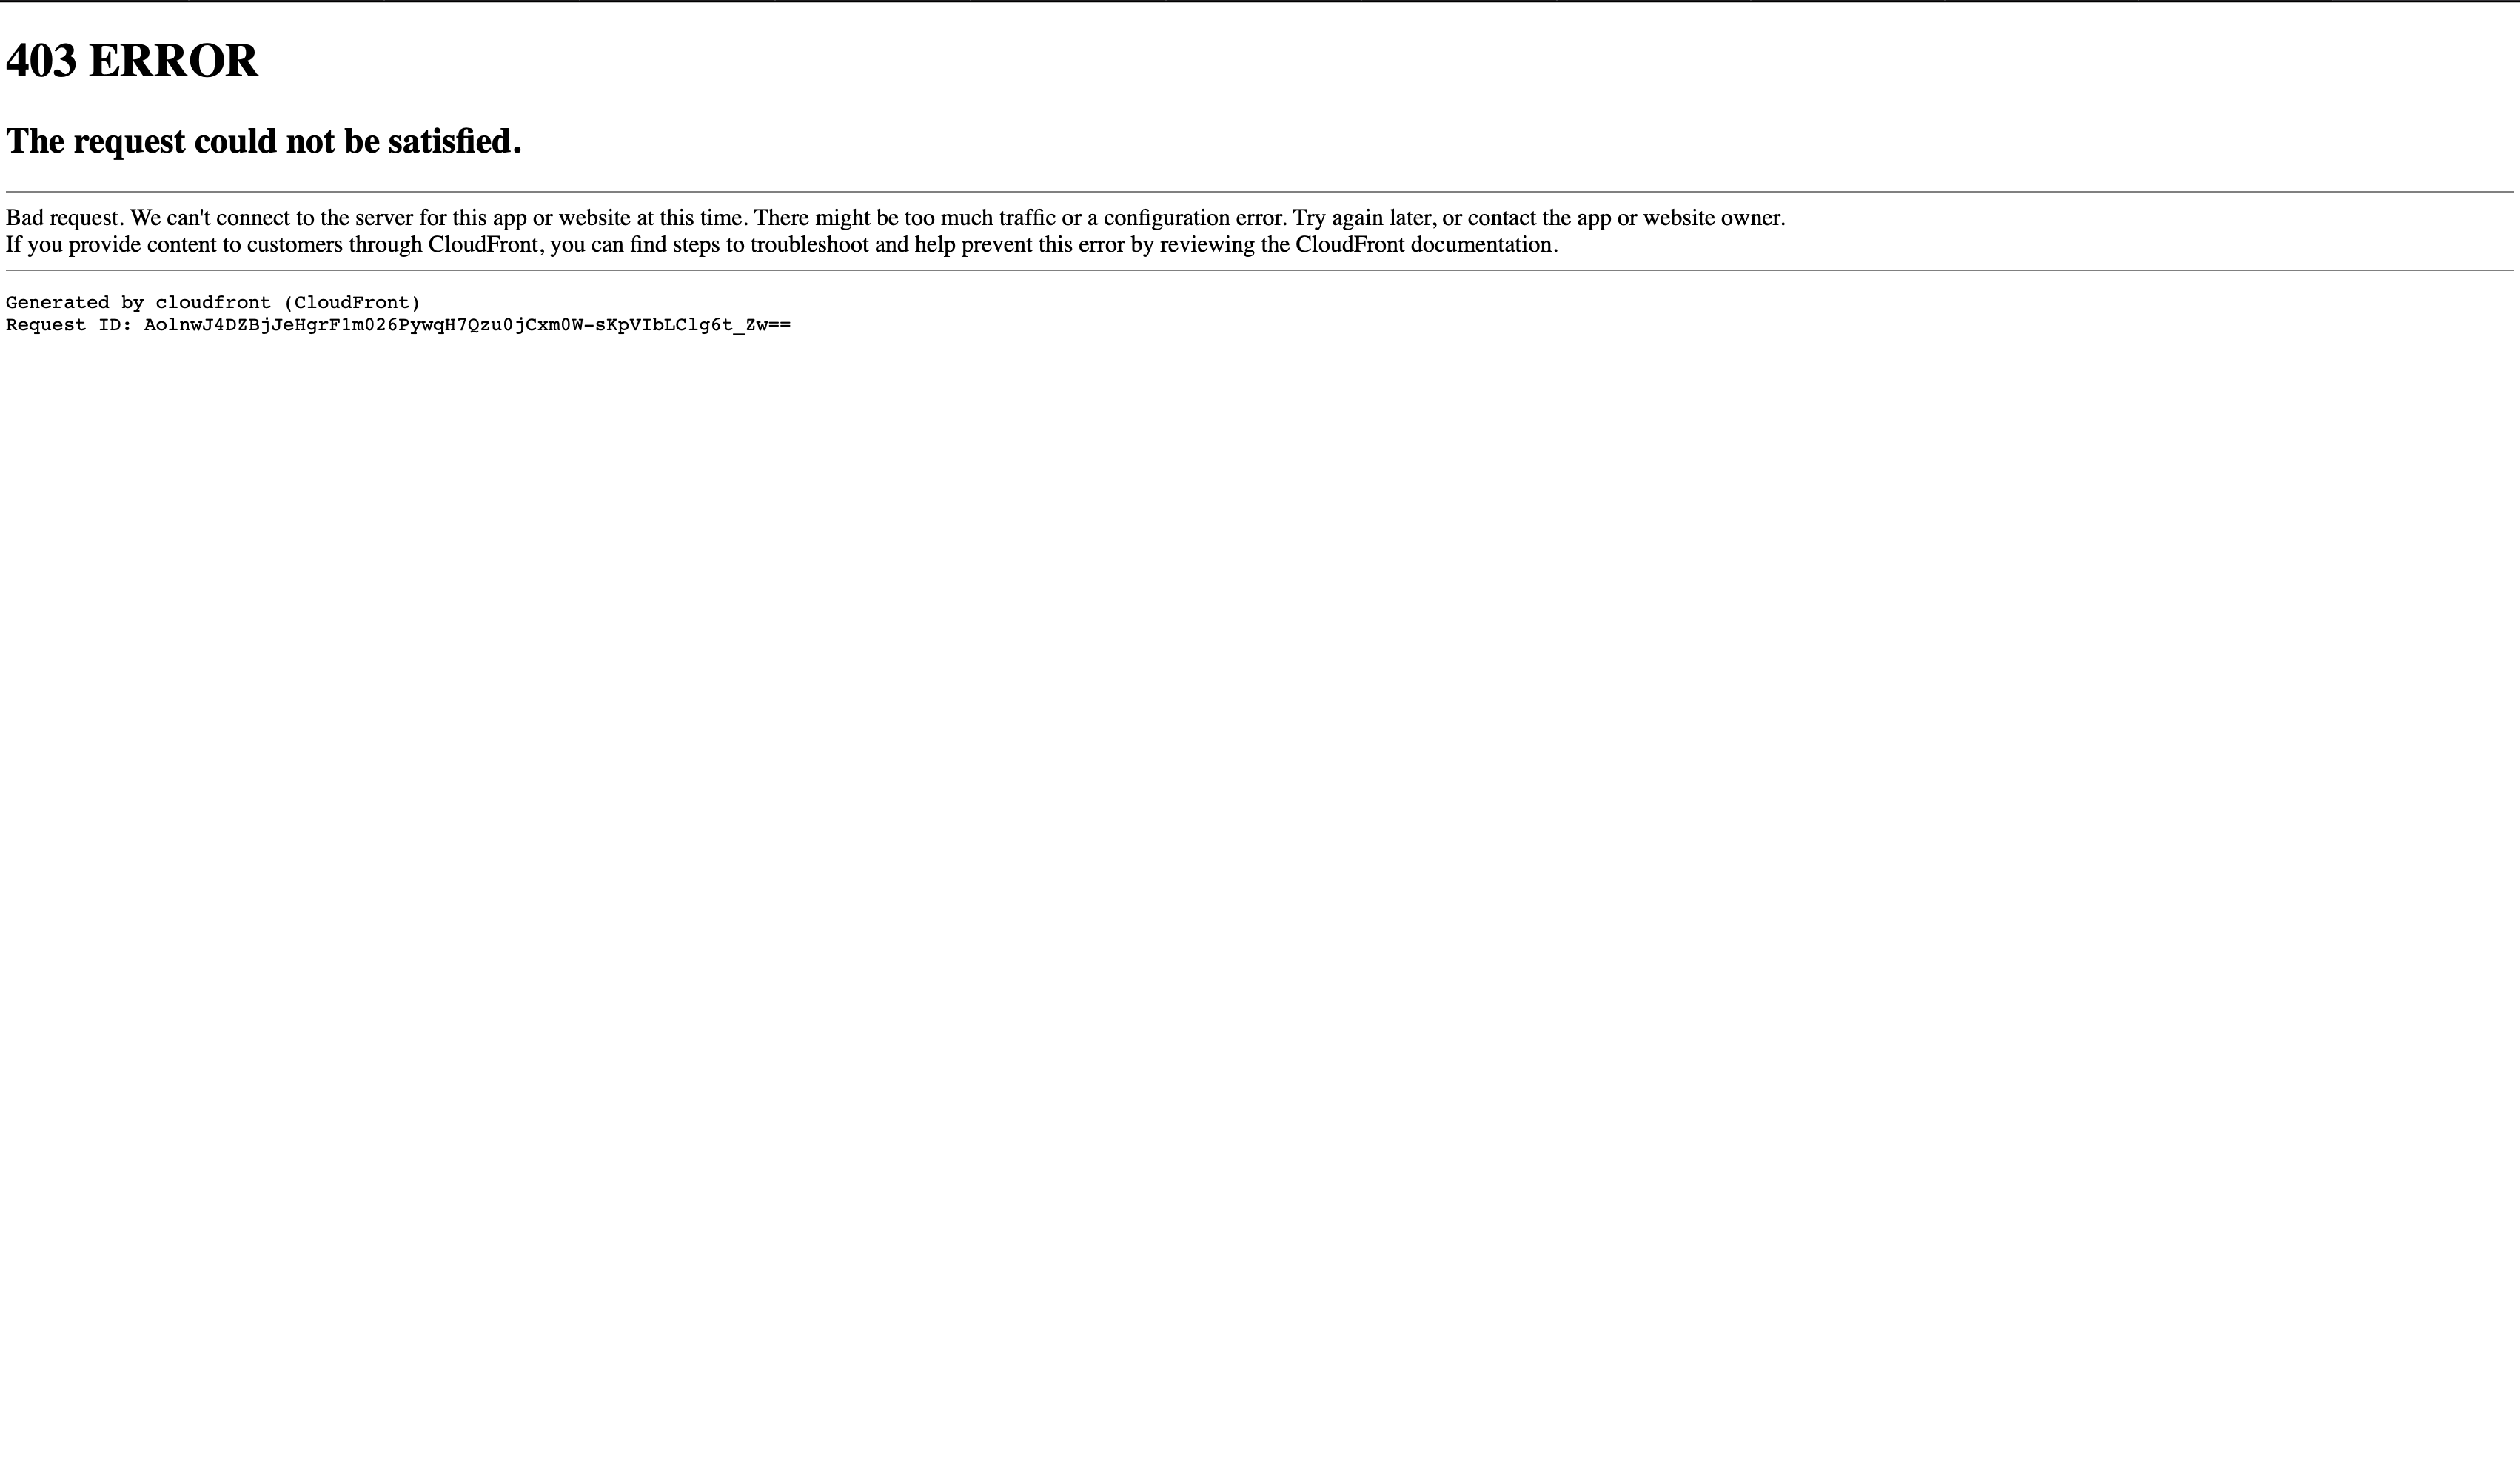 403 ERROR
The request could not be satisfied.
Bad request. We can't connect to the server for this app or website at this time. There might be too much traffic or a configuration error. Try again later, or contact the app or website owner.
If you provide content to customers through CloudFront, you can find steps to troubleshoot and help prevent this error by reviewing the CloudFront documentation.
Generated by cloudfront (CloudFront)
Request ID: AolnwJ4DZBjJeHgrF1m026PywqH7Qzu0jCxm0W-sKpVIbLClg6t_Zw==